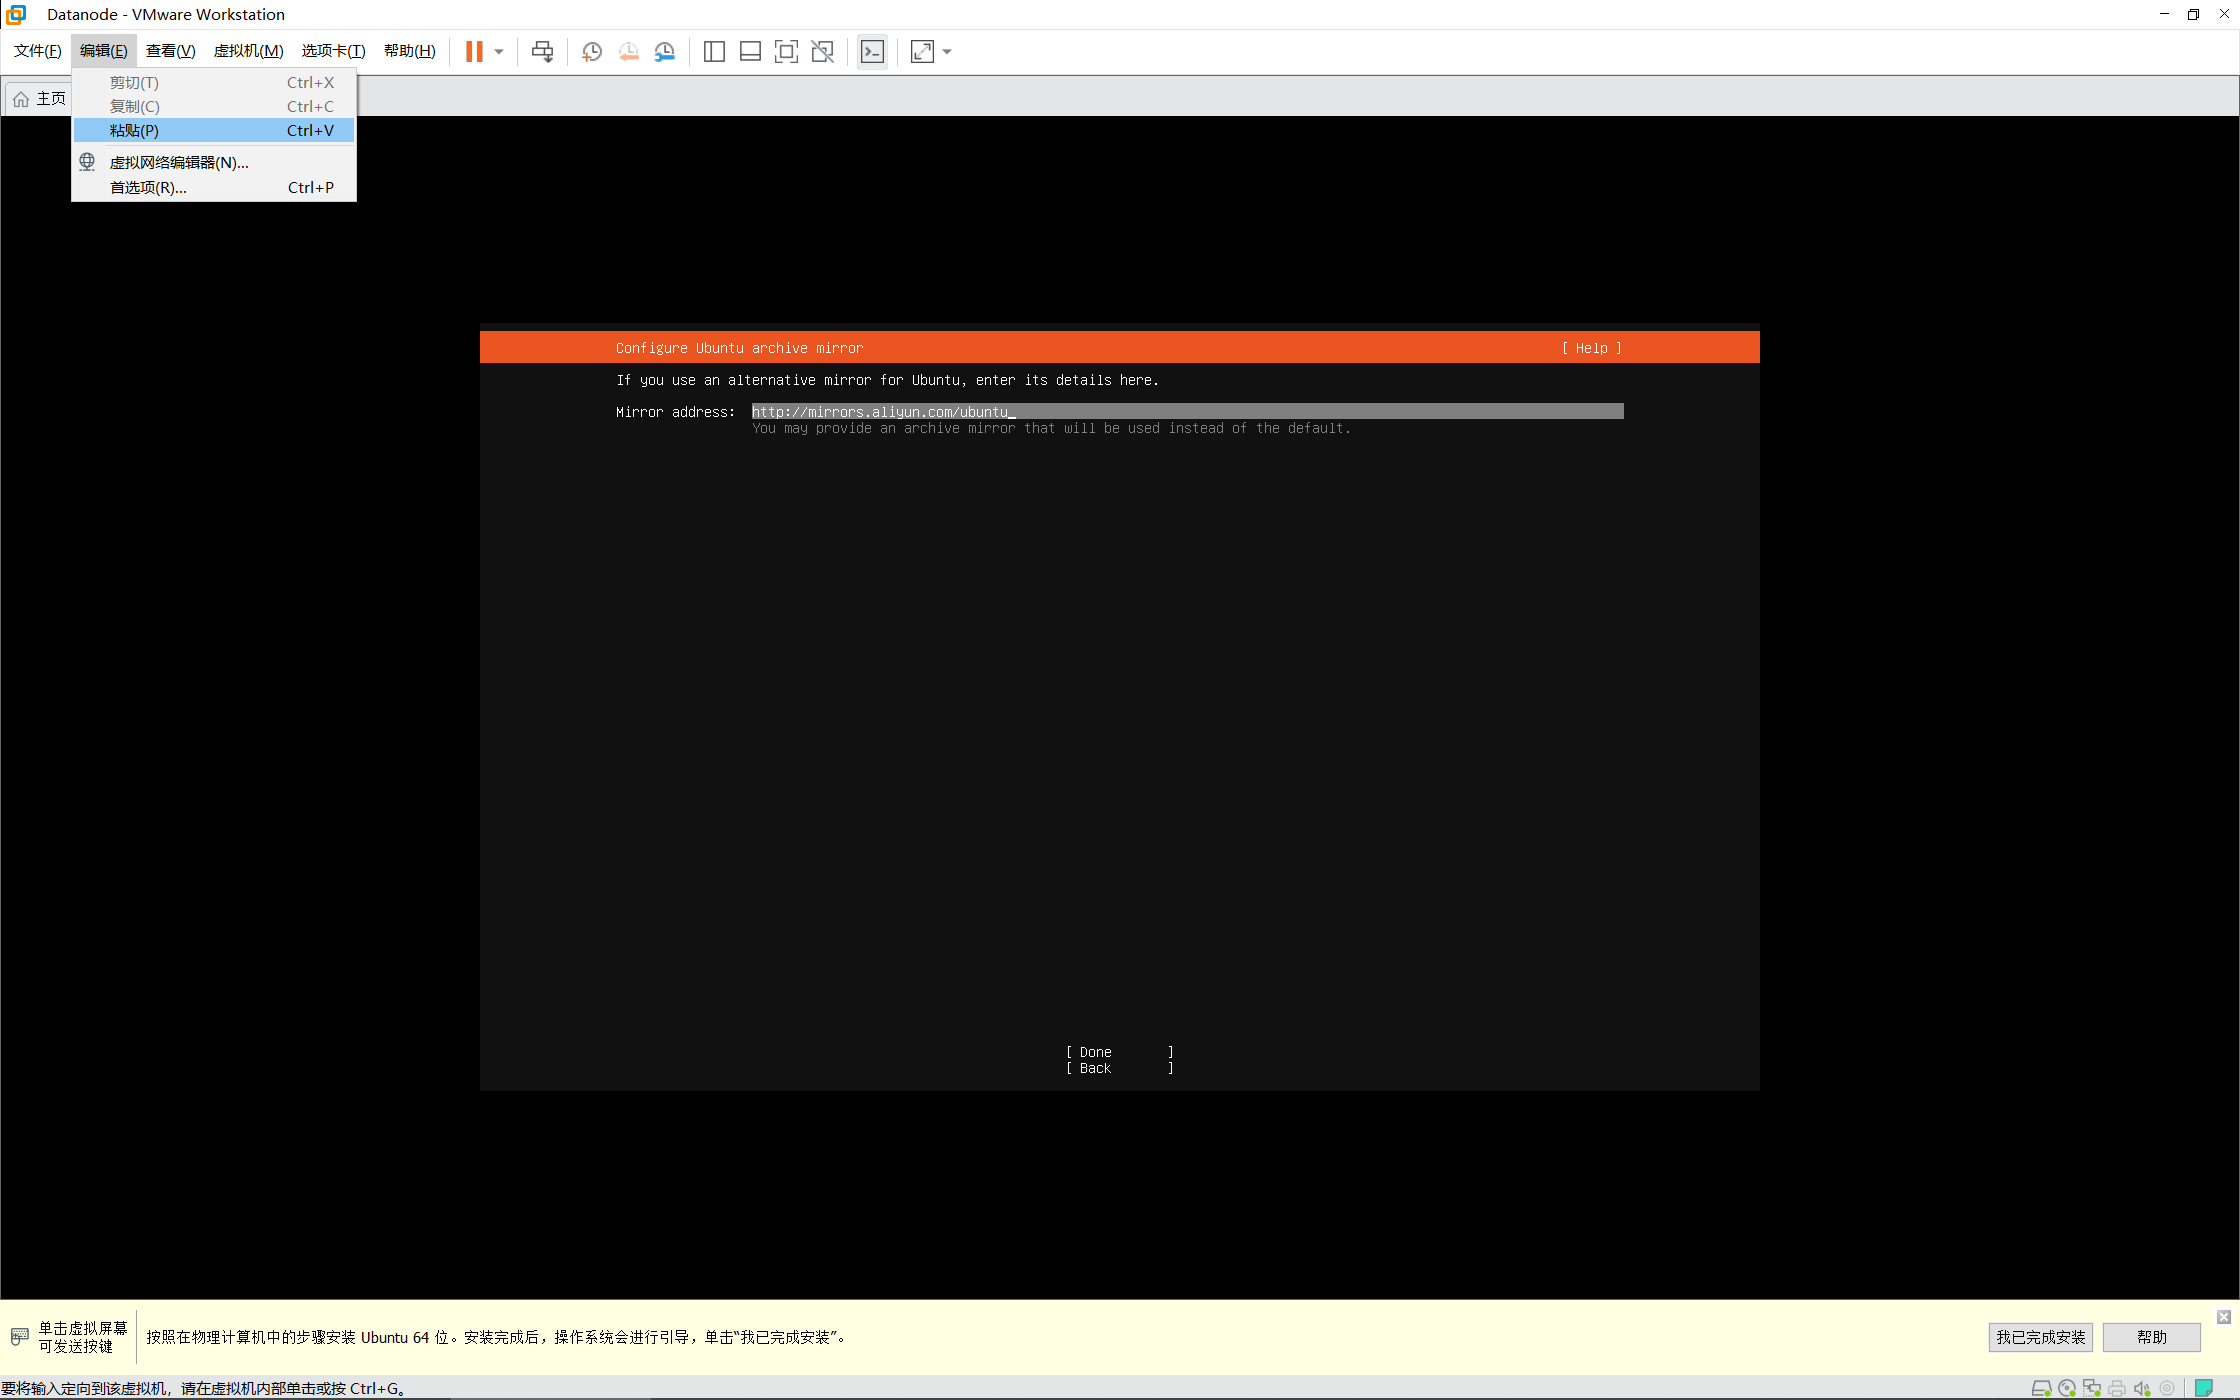 Datanode - VMware Workstation
文件(F) 编辑(E) 查看(V) 虚拟机(M) 选项卡(T) 帮助(H)
主页
剪切(T) Ctrl+X
复制(C) Ctrl+C
粘贴(P) Ctrl+V
虚拟网络编辑器(N)...
首选项(R)... Ctrl+P
Configure Ubuntu archive mirror [ Help ]
If you use an alternative mirror for Ubuntu, enter its details here.
Mirror address: http://mirrors.aliyun.com/ubuntu_
You may provide an archive mirror that will be used instead of the default.
[ Done ]
[ Back ]
单击虚拟屏幕
可发送按键
按照在物理计算机中的步骤安装 Ubuntu 64 位。安装完成后，操作系统会进行引导，单击“我已完成安装”。
我已完成安装 帮助
要将输入定向到该虚拟机，请在虚拟机内部单击或按 Ctrl+G。